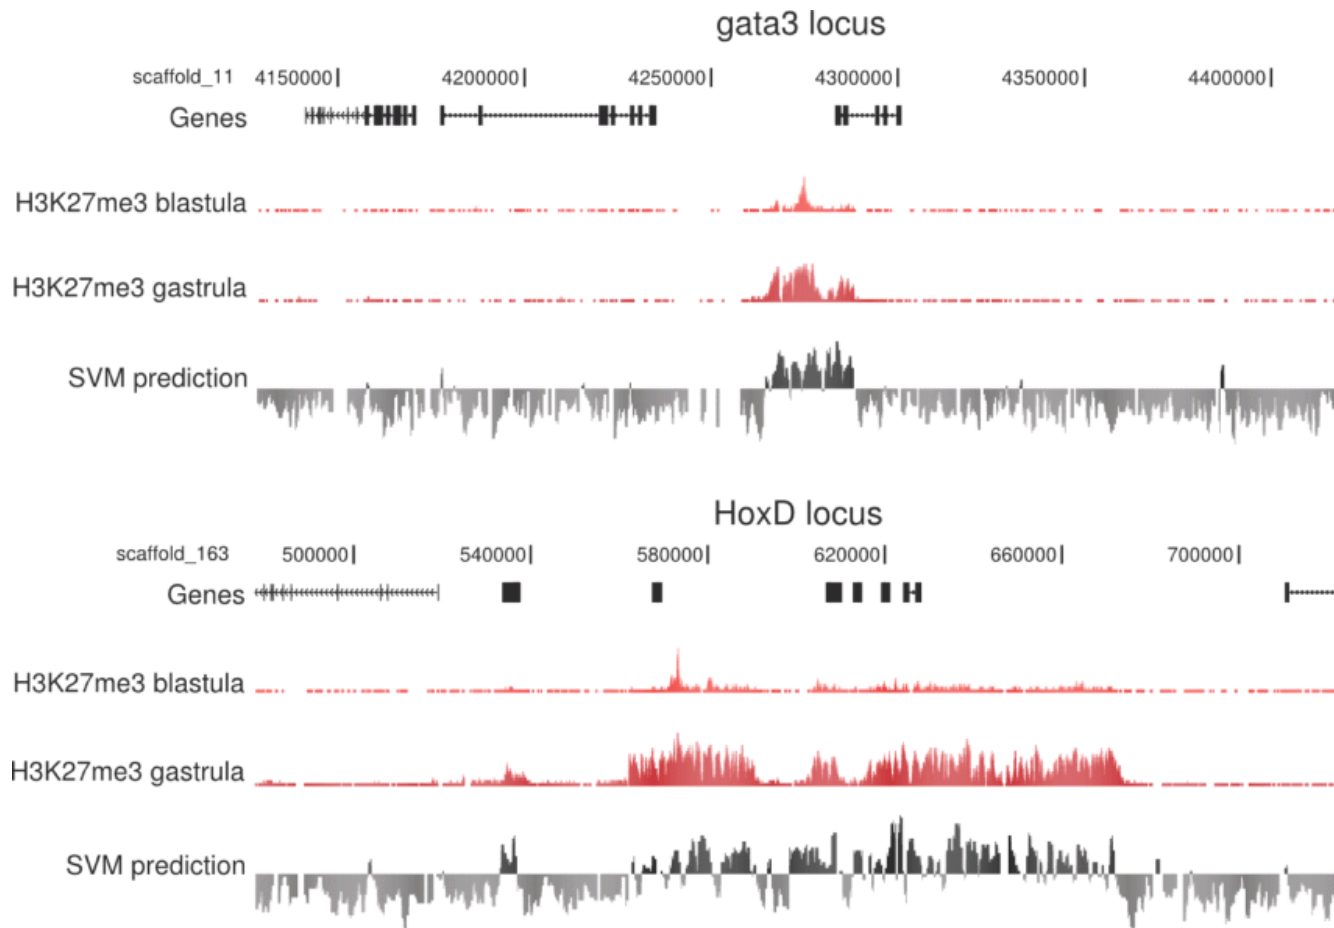 gata3 locus
scaffold_11 4150000 4200000 4250000 4300000 4350000 4400000
Genes
H3K27me3 blastula
H3K27me3 gastrula
SVM prediction
HoxD locus
scaffold_163 500000 540000 580000 620000 660000 700000
Genes
H3K27me3 blastula
H3K27me3 gastrula
SVM prediction